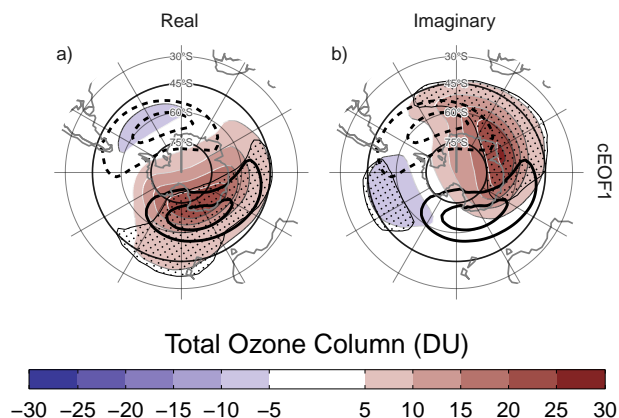 Real
Imaginary
a)
b)
30°S
45°S
60°S
75°S
30°S
45°S
60°S
75°S
cEOF1
Total Ozone Column (DU)
−30 −25 −20 −15 −10 −5 5 10 15 20 25 30